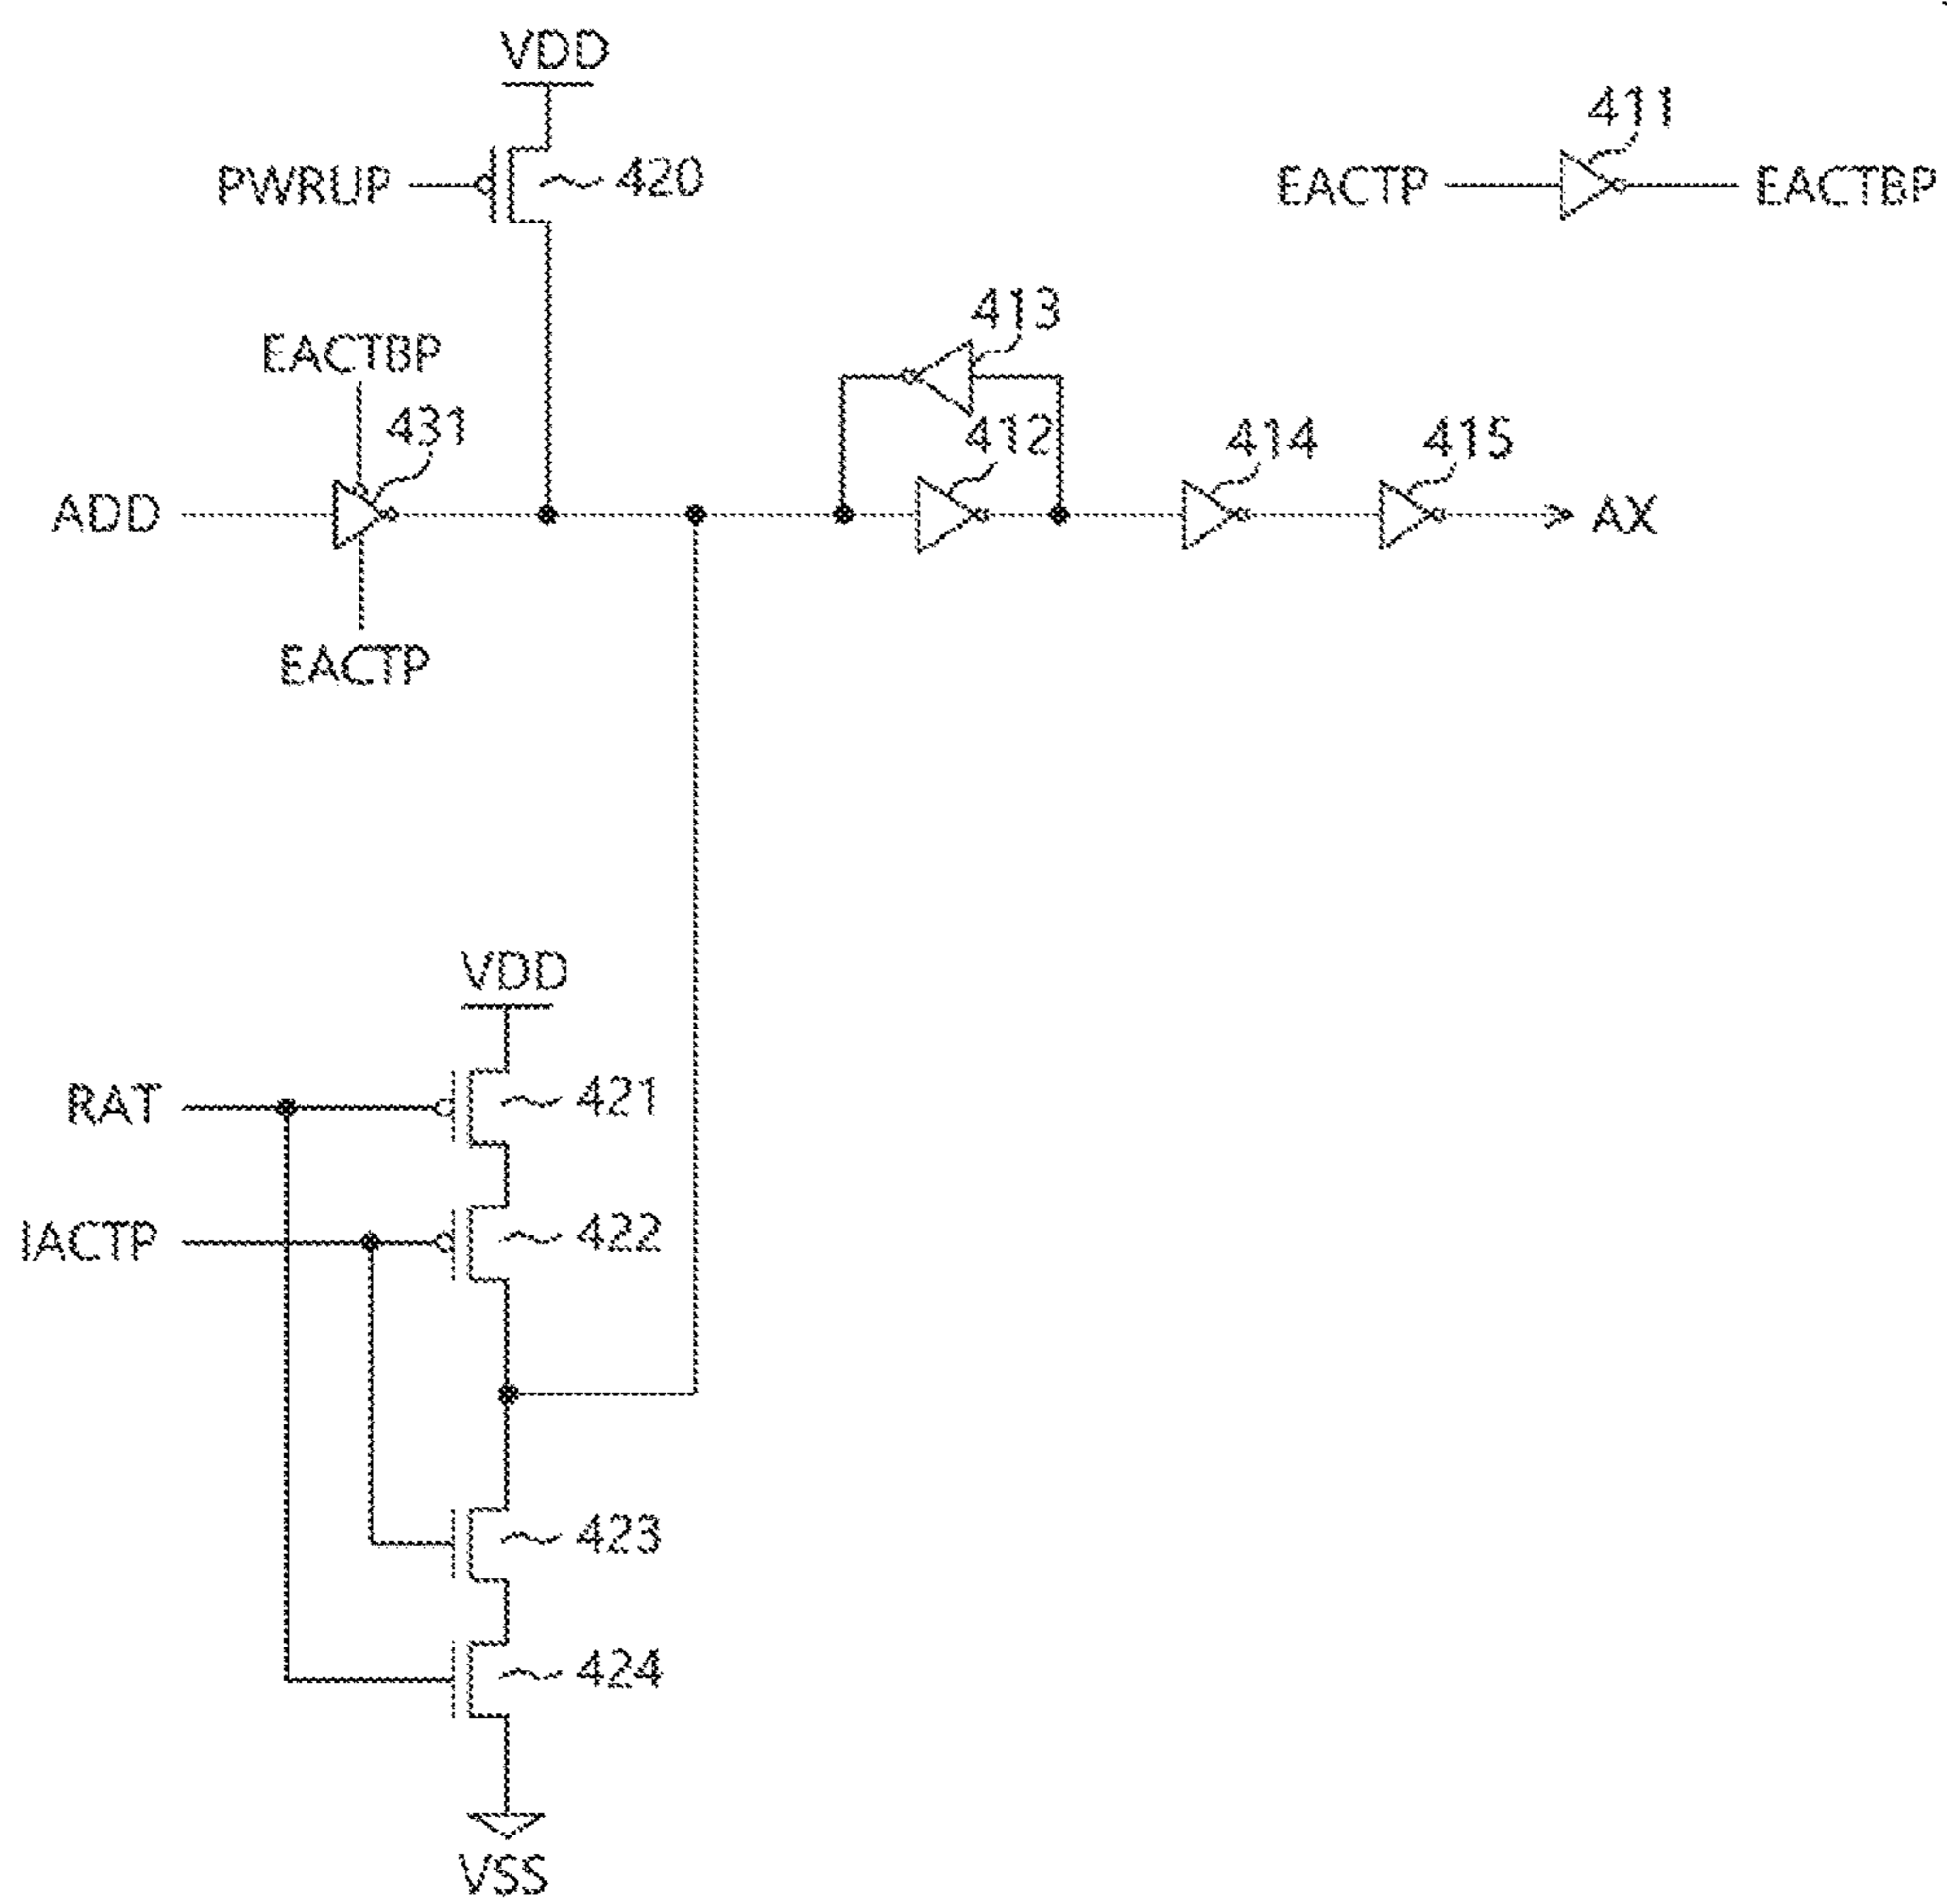 VDD
411
PWRUP
420
EACTP
EACTBP
413
EACTBP
431
412
414
415
ADD
AX
EACTP
VDD
RAT
421
IACTP
422
423
424
VSS